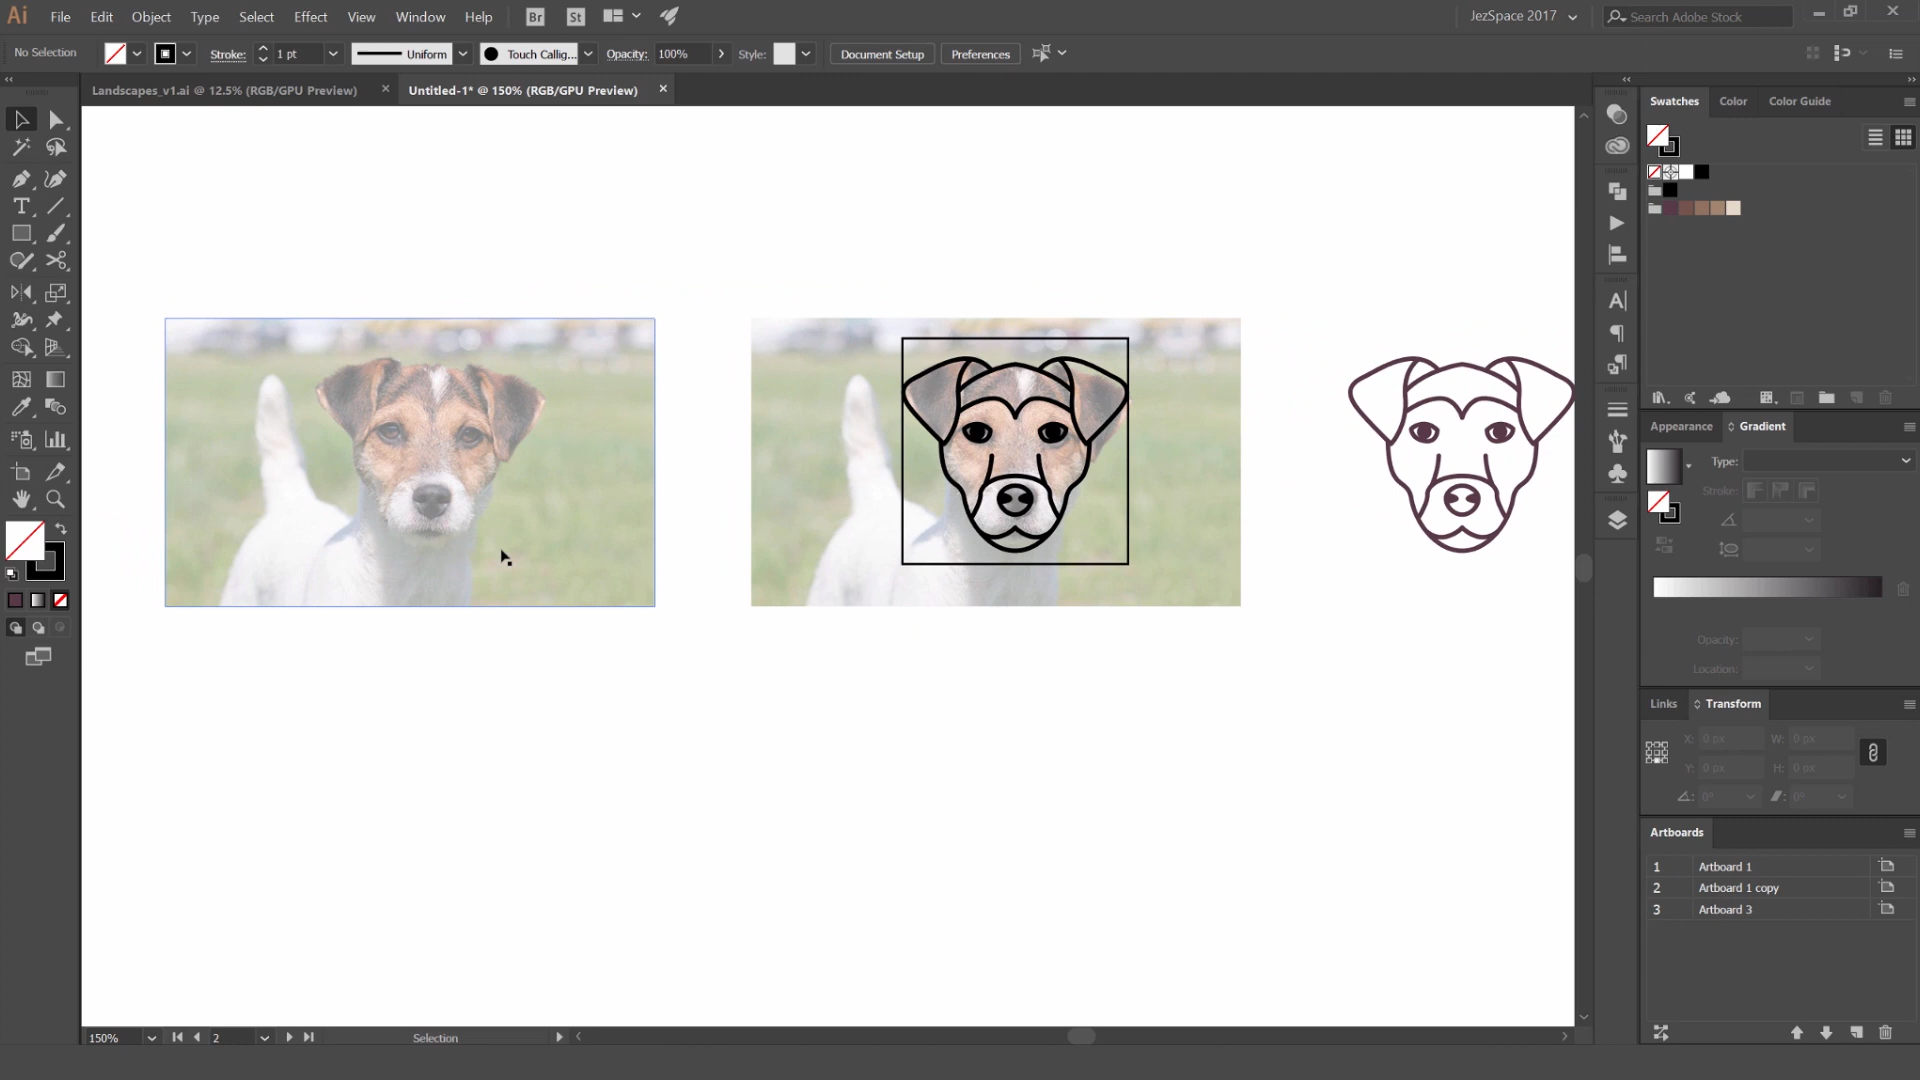 Ai File Edit Object Type Select Effect View Window Help Br St JezSpace 2017 Search Adobe Stock
No Selection Stroke: 1 pt Uniform Touch Callig... Opacity: 100% Style: Document Setup Preferences
Landscapes_v1.ai @ 12.5% (RGB/GPU Preview) × Untitled-1* @ 150% (RGB/GPU Preview) ×
Swatches Color Color Guide
Appearance Gradient
Type:
Stroke:
Opacity:
Location:
Links Transform
X: 0 px W: 0 px
Y: 0 px H: 0 px
0° 0°
Artboards
1 Artboard 1
2 Artboard 1 copy
3 Artboard 3
150% 2 Selection